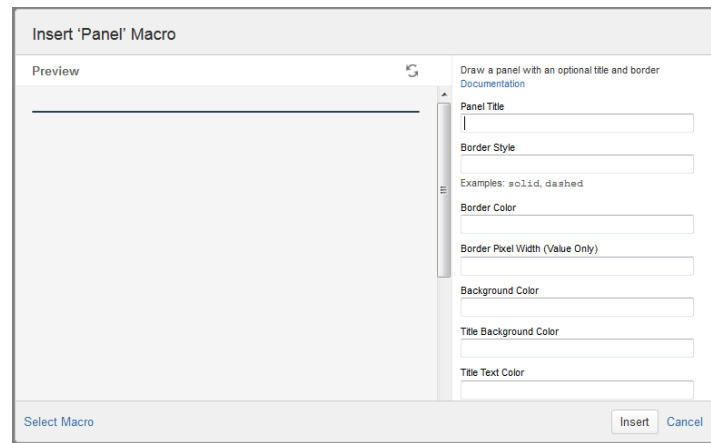 Insert ‘Panel’ Macro
Preview
Draw a panel with an optional title and border
Documentation
Panel Title
Border Style
Examples: solid, dashed
Border Color
Border Pixel Width (Value Only)
Background Color
Title Background Color
Title Text Color
Select Macro
Insert Cancel